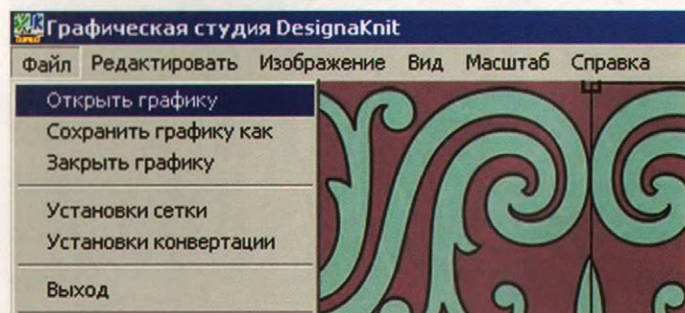 Графическая студия DesignaKnit
Файл Редактировать Изображение Вид Масштаб Справка
Открыть графику
Сохранить графику как
Закрыть графику
Установки сетки
Установки конвертации
Выход